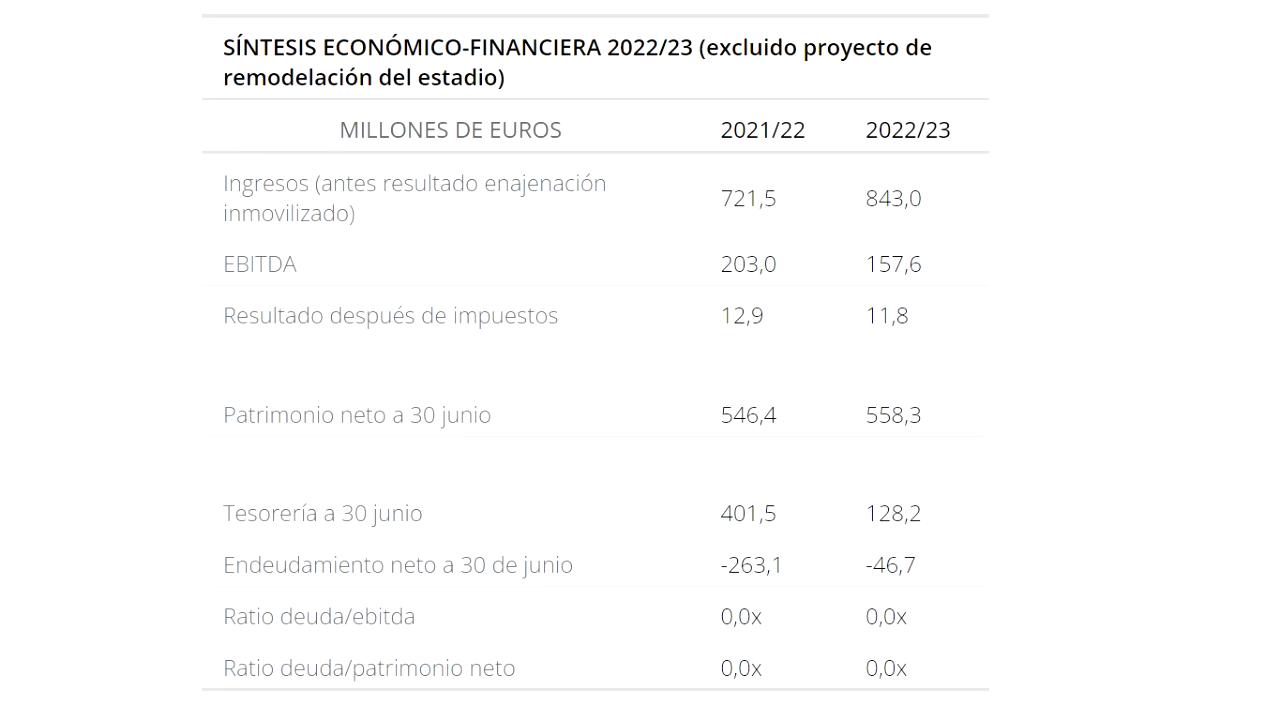 SÍNTESIS ECONÓMICO-FINANCIERA 2022/23 (excluido proyecto de
remodelación del estadio)
MILLONES DE EUROS 2021/22 2022/23
Ingresos (antes resultado enajenación
inmovilizado) 721,5 843,0
EBITDA 203,0 157,6
Resultado después de impuestos 12,9 11,8
Patrimonio neto a 30 junio 546,4 558,3
Tesorería a 30 junio 401,5 128,2
Endeudamiento neto a 30 de junio -263,1 -46,7
Ratio deuda/ebitda 0,0x 0,0x
Ratio deuda/patrimonio neto 0,0x 0,0x